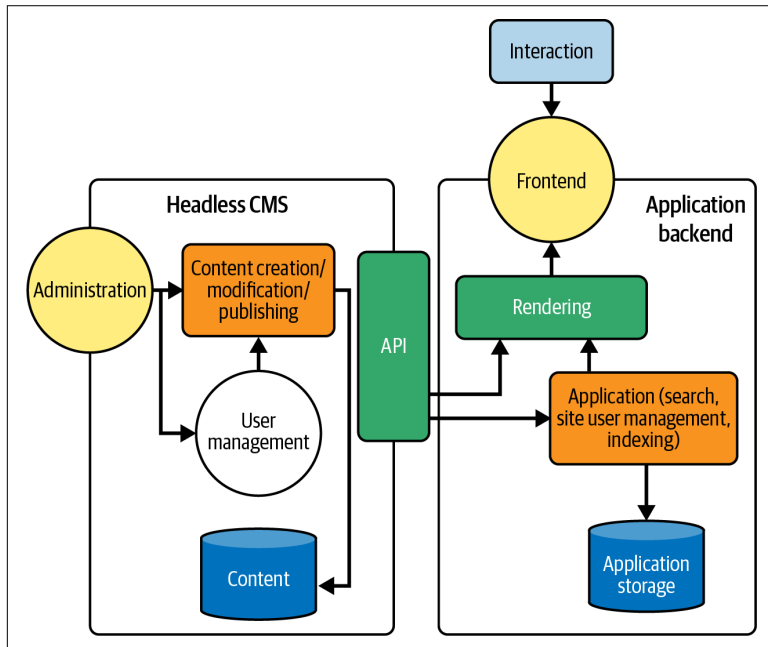 Interaction
Frontend
Headless CMS
Application
backend
Administration
Content creation/
modification/
publishing
User
management
Content
API
Rendering
Application (search,
site user management,
indexing)
Application
storage